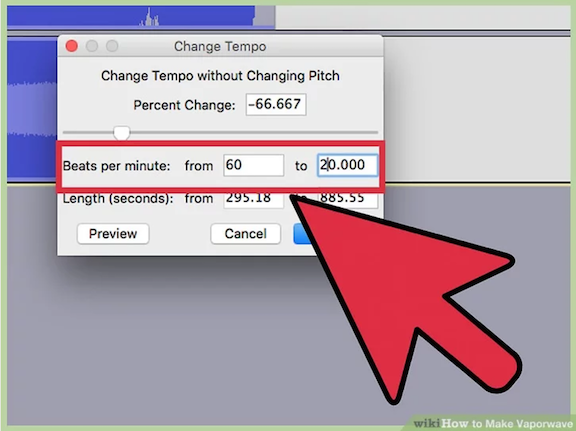 Change Tempo
Change Tempo without Changing Pitch
Percent Change: -66.667
Beats per minute: from 60 to 20.000
Length (seconds): from 295.18 885.55
Preview Cancel
wikiHow to Make Vaporwave